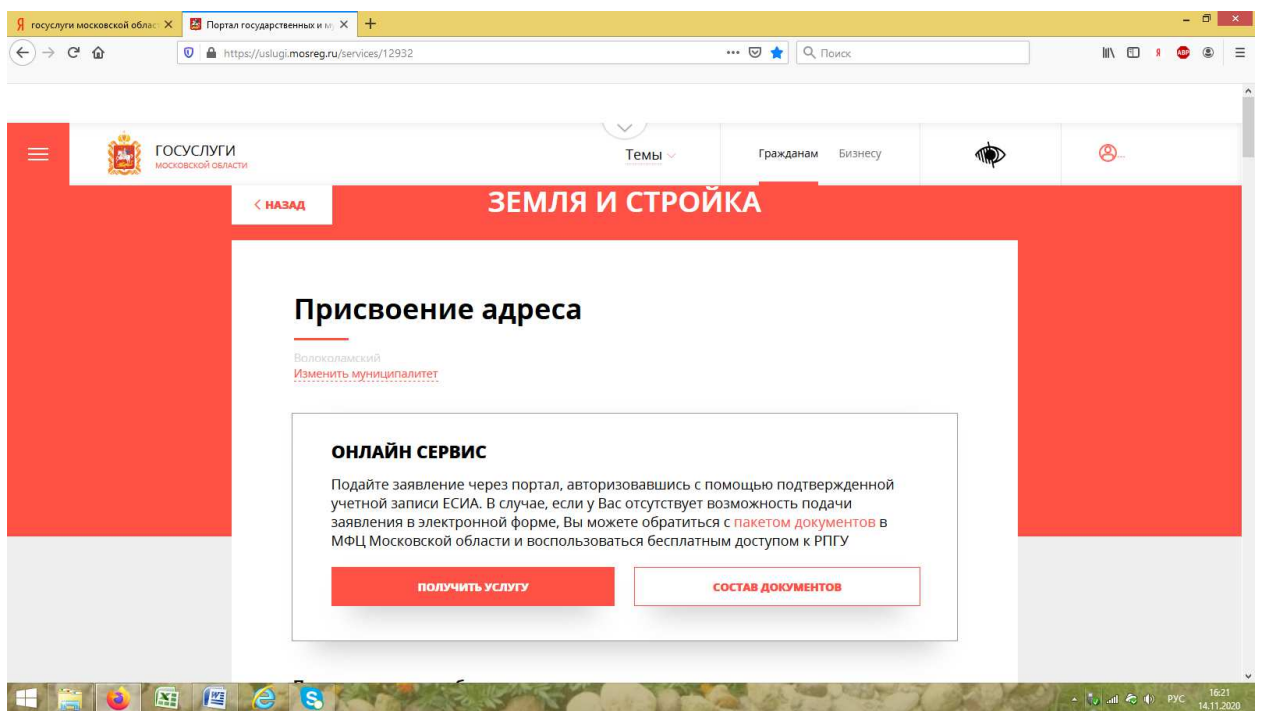 Я госуслуги московской облас
Портал государственных и м
https://uslugi.mosreg.ru/services/12932
Поиск
ABP
ГОСУСЛУГИ
МОСКОВСКОЙ ОБЛАСТИ
Темы
Гражданам
Бизнесу
< НАЗАД
ЗЕМЛЯ И СТРОЙКА
Присвоение адреса
Волоколамский
Изменить муниципалитет
ОНЛАЙН СЕРВИС
Подайте заявление через портал, авторизовавшись с помощью подтвержденной
учетной записи ЕСИА. В случае, если у Вас отсутствует возможность подачи
заявления в электронной форме, Вы можете обратиться с пакетом документов в
МФЦ Московской области и воспользоваться бесплатным доступом к РПГУ
ПОЛУЧИТЬ УСЛУГУ
СОСТАВ ДОКУМЕНТОВ
РУС
16:21
14.11.2020